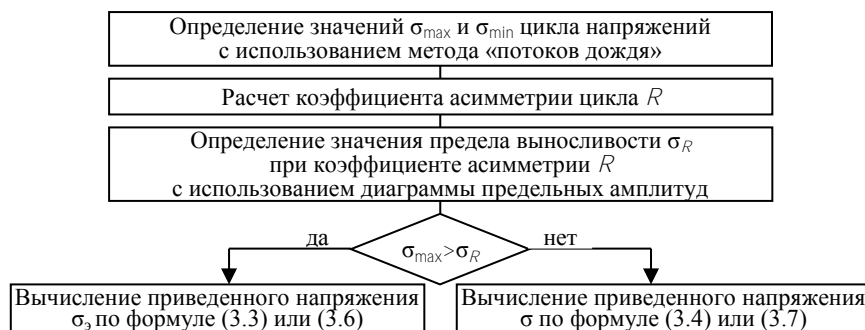 Определение значений σmax и σmin цикла напряжений
с использованием метода «потоков дождя»
Расчет коэффициента асимметрии цикла R
Определение значения предела выносливости σR
при коэффициенте асимметрии R
с использованием диаграммы предельных амплитуд
да
σmax>σR
нет
Вычисление приведенного напряжения
σэ по формуле (3.3) или (3.6)
Вычисление приведенного напряжения
σ по формуле (3.4) или (3.7)